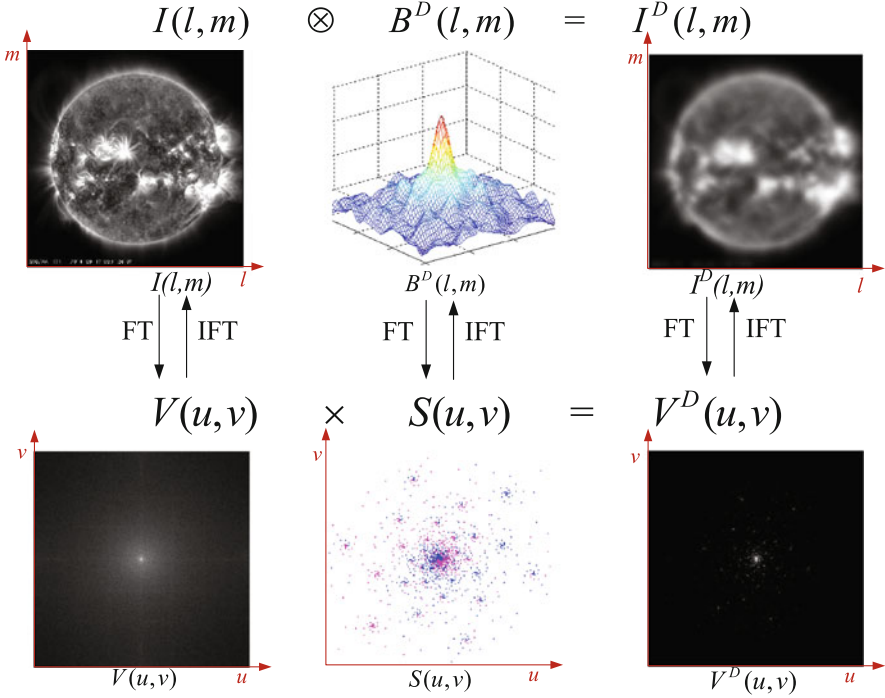 I(l,m) ⊗ B^D(l,m) = I^D(l,m)
m
m
l
l
I(l,m)
B^D(l,m)
I^D(l,m)
FT IFT FT IFT FT IFT
V(u,v) × S(u,v) = V^D(u,v)
v
v
v
u
u
u
V(u,v)
S(u,v)
V^D(u,v)